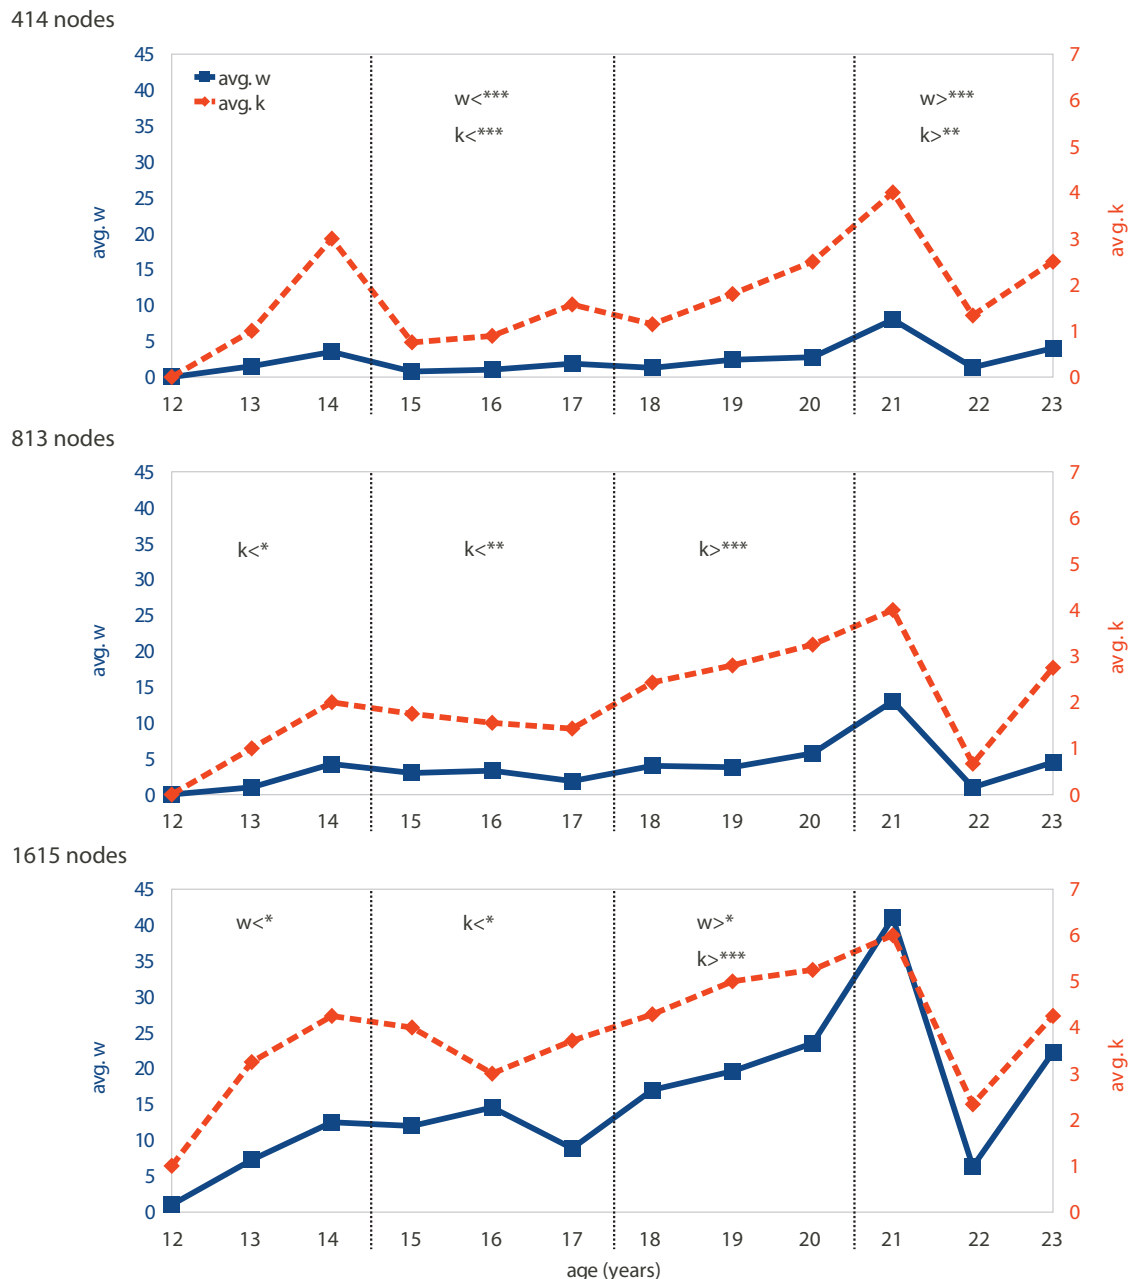 414 nodes
45 7
avg. w
avg. k
40 6
w<*** w>***
35 5
k<*** k>**
30
25 4
avg. w
20 3
avg. k
15 2
10
5 1
0 0
12 13 14 15 16 17 18 19 20 21 22 23
813 nodes
45 7
40 6
35 5
k<* k<** k>***
30
25 4
avg. w
20 3
avg. k
15 2
10
5 1
0 0
12 13 14 15 16 17 18 19 20 21 22 23
1615 nodes
45 7
w<* k<* w>*
40 6
35
k>***
30 5
25 4
avg. w
20 3
avg. k
15 2
10
5 1
0 0
12 13 14 15 16 17 18 19 20 21 22 23
age (years)